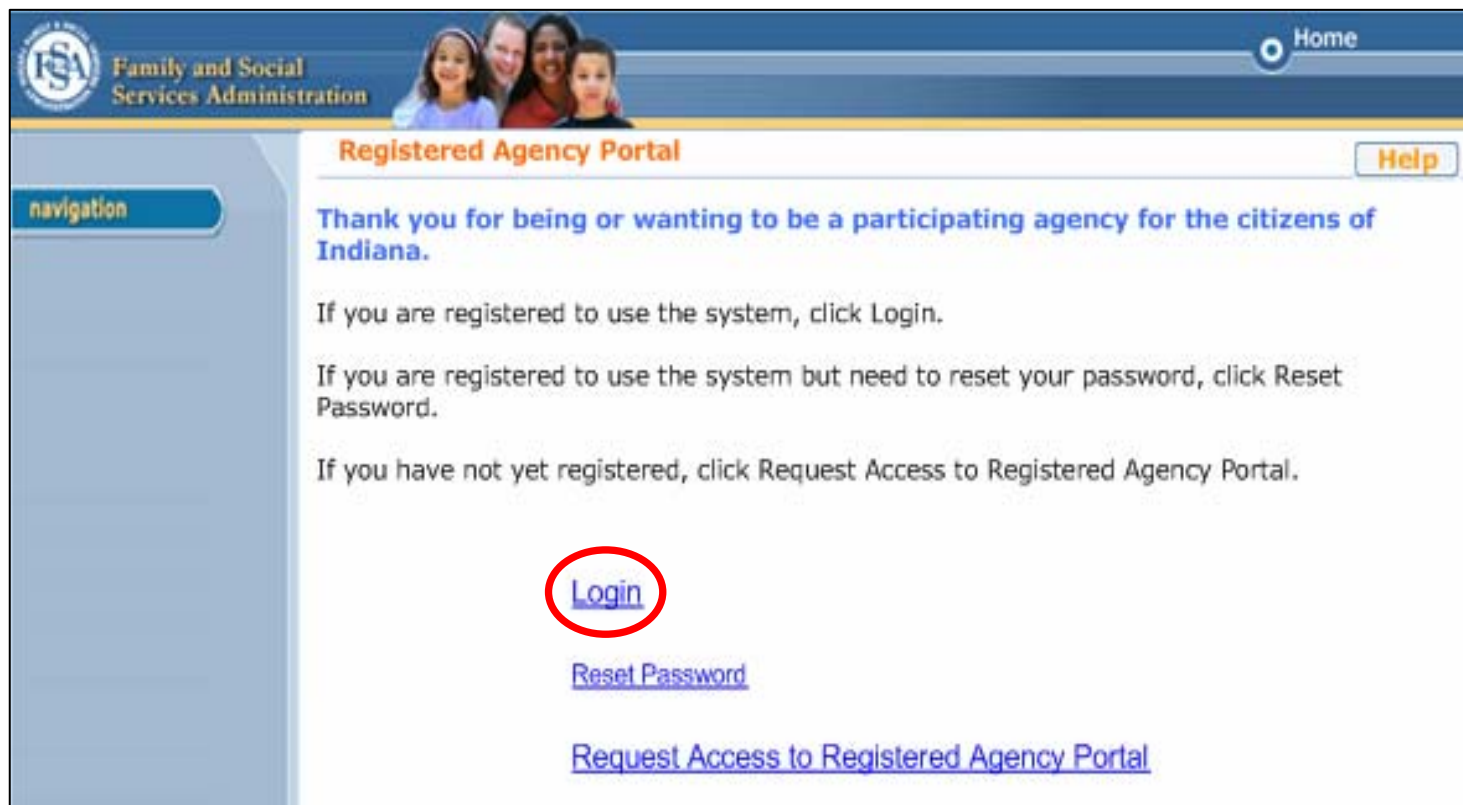 Home
FSSA
Family and Social
Services Administration
Registered Agency Portal
Help
navigation
Thank you for being or wanting to be a participating agency for the citizens of
Indiana.
If you are registered to use the system, click Login.
If you are registered to use the system but need to reset your password, click Reset
Password.
If you have not yet registered, click Request Access to Registered Agency Portal.
Login
Reset Password
Request Access to Registered Agency Portal